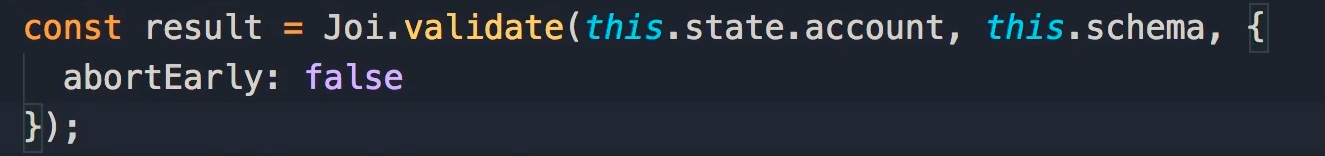 const result = Joi.validate(this.state.account, this.schema, {
  abortEarly: false
});